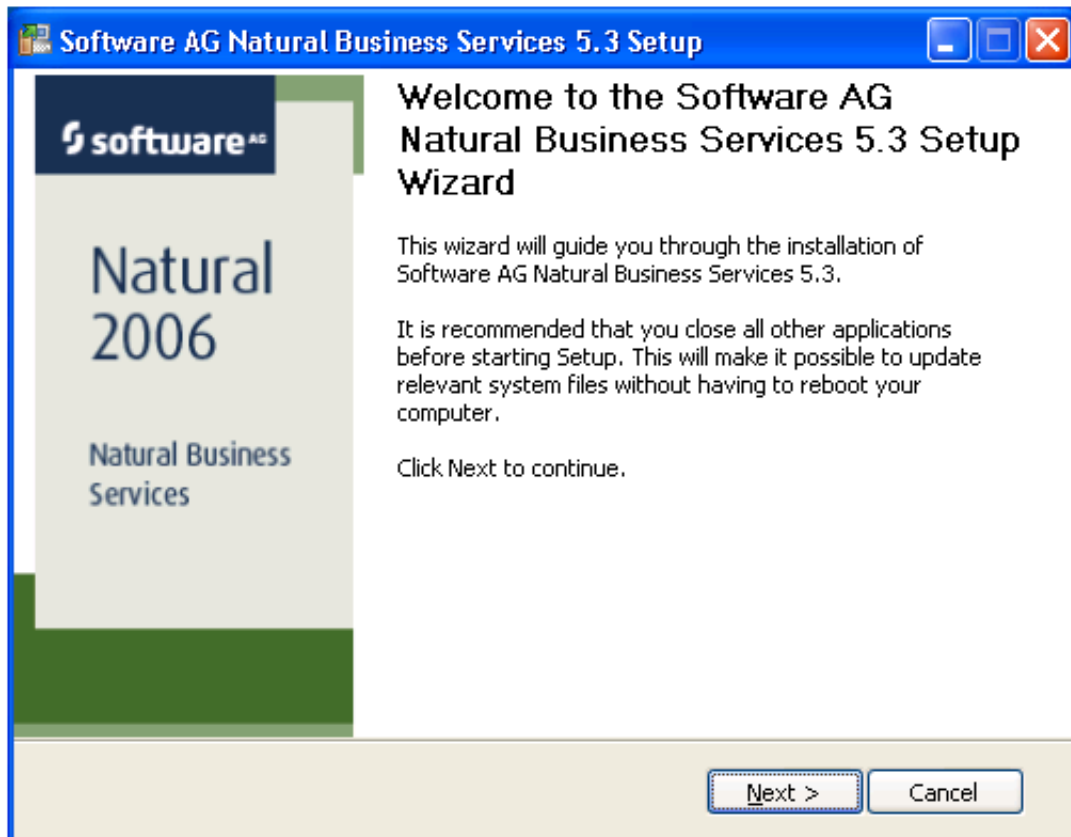 Software AG Natural Business Services 5.3 Setup
software AG
Natural
2006
Natural Business
Services
Welcome to the Software AG
Natural Business Services 5.3 Setup
Wizard
This wizard will guide you through the installation of
Software AG Natural Business Services 5.3.
It is recommended that you close all other applications
before starting Setup. This will make it possible to update
relevant system files without having to reboot your
computer.
Click Next to continue.
Next >
Cancel